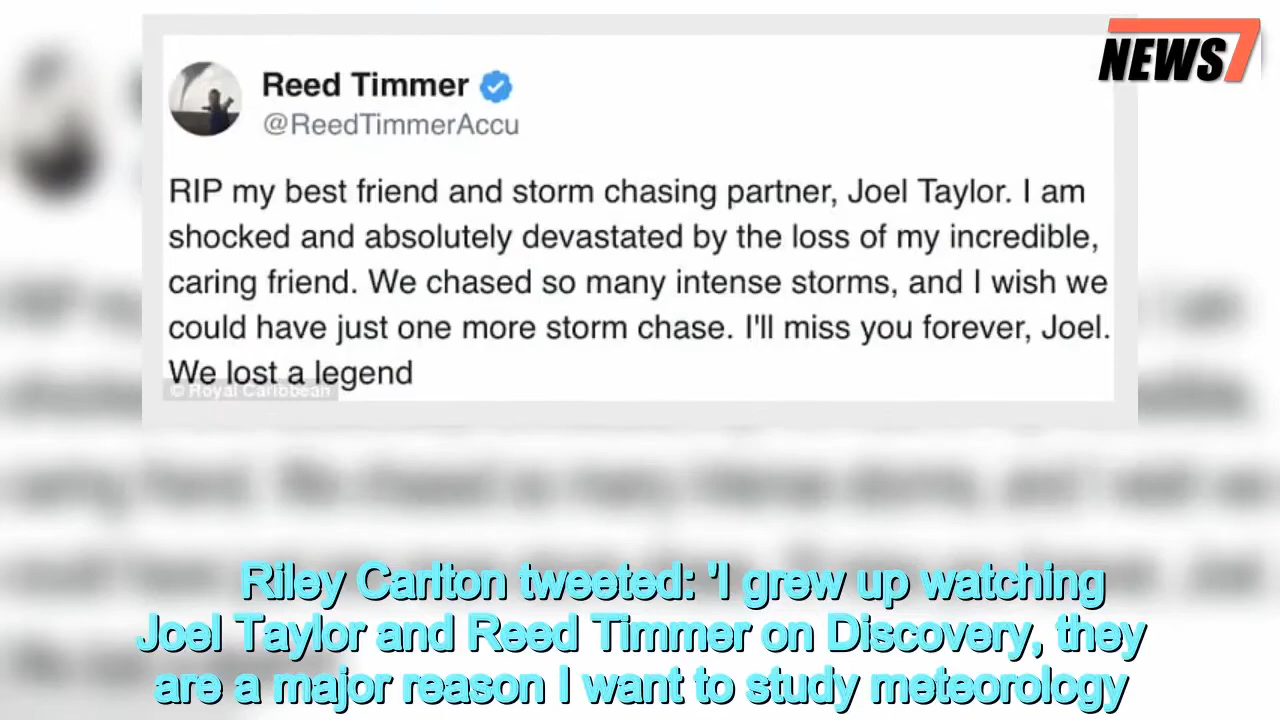 NEWS7
Reed Timmer
@ReedTimmerAccu
RIP my best friend and storm chasing partner, Joel Taylor. I am
shocked and absolutely devastated by the loss of my incredible,
caring friend. We chased so many intense storms, and I wish we
could have just one more storm chase. I'll miss you forever, Joel.
We lost a legend
© Royal Caribbean
Riley Carlton tweeted: 'I grew up watching
Joel Taylor and Reed Timmer on Discovery, they
are a major reason I want to study meteorology